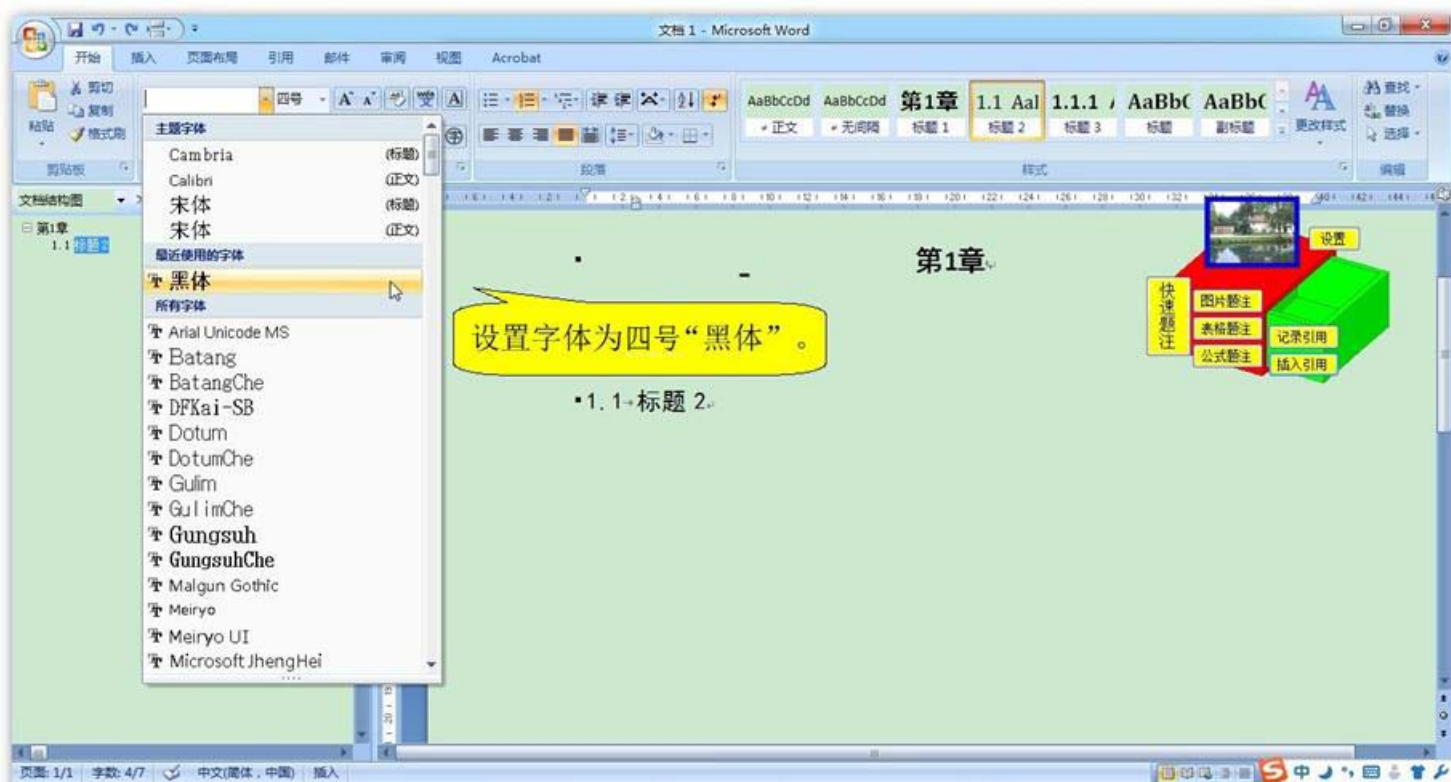 文档 1 - Microsoft Word
开始 插入 页面布局 引用 邮件 审阅 视图 Acrobat
剪切
复制
格式刷
粘贴
剪贴板
四号
段落
AaBbCcDd AaBbCcDd 第1章 1.1 Aal 1.1.1 AaBbC AaBbC
正文 无间隔 标题 1 标题 2 标题 3 标题 副标题
更改样式
样式
查找
替换
选择
编辑
文档结构图
第1章
1.1 标题 2
主题字体
Cambria (标题)
Calibri (正文)
宋体 (标题)
宋体 (正文)
最近使用的字体
黑体
所有字体
Arial Unicode MS
Batang
BatangChe
DFKai-SB
Dotum
DotumChe
Gulim
GulimChe
Gungsuh
GungsuhChe
Malgun Gothic
Meiryo
Meiryo UI
Microsoft JhengHei
第1章
设置字体为四号“黑体”。
1.1 标题 2
设置
快速题注
图片题注
表格题注
公式题注
记录引用
插入引用
页面: 1/1 字数: 4/7 中文(简体，中国) 插入
中